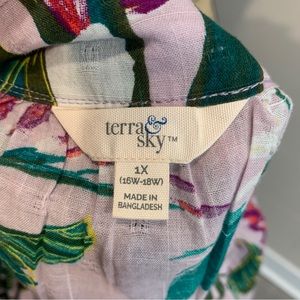 terra&
sky™
1X
(16W-18W)
MADE IN
BANGLADESH